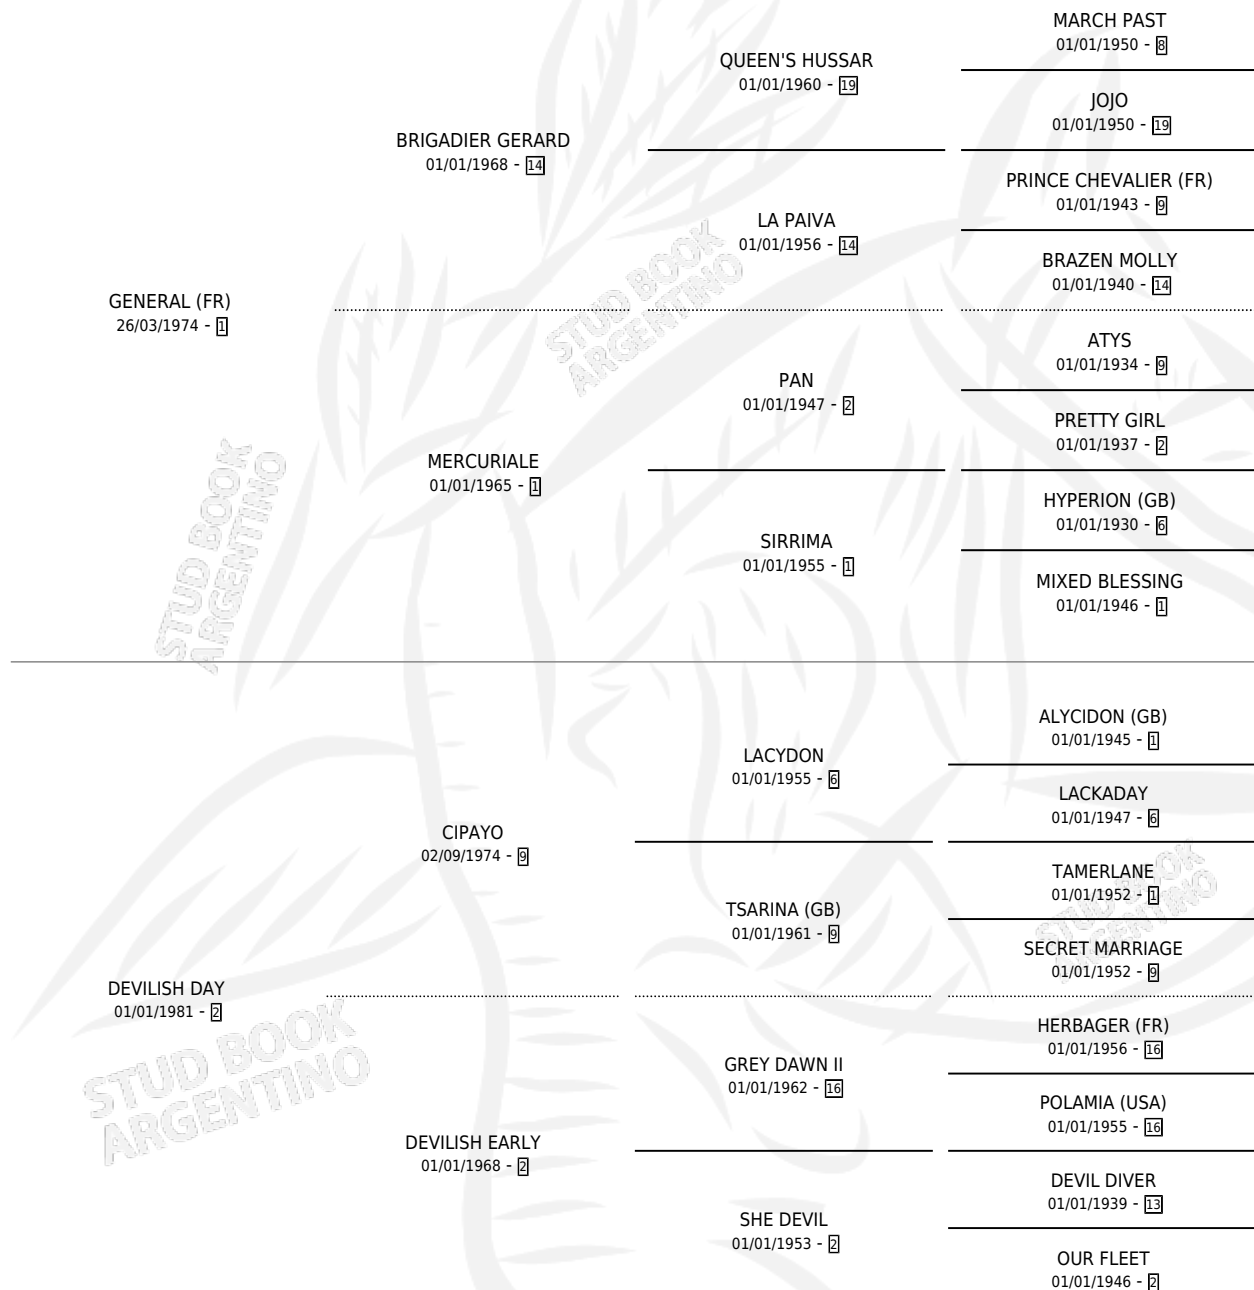 MARCH PAST
01/01/1950 - 8
QUEEN'S HUSSAR
01/01/1960 - 19
JOJO
01/01/1950 - 19
BRIGADIER GERARD
01/01/1968 - 14
PRINCE CHEVALIER (FR)
01/01/1943 - 9
LA PAIVA
01/01/1956 - 14
BRAZEN MOLLY
01/01/1940 - 14
GENERAL (FR)
26/03/1974 - 1
STUD BOOK
ARGENTINO
ATYS
01/01/1934 - 9
PAN
01/01/1947 - 2
PRETTY GIRL
01/01/1937 - 2
MERCURIALE
01/01/1965 - 1
HYPERION (GB)
01/01/1930 - 6
SIRRIMA
01/01/1955 - 1
MIXED BLESSING
01/01/1946 - 1
STUD BOOK
ARGENTINO
ALYCIDON (GB)
01/01/1945 - 1
LACYDON
01/01/1955 - 6
LACKADAY
01/01/1947 - 6
CIPAYO
02/09/1974 - 9
TAMERLANE
01/01/1952 - 1
TSARINA (GB)
01/01/1961 - 9
SECRET MARRIAGE
01/01/1952 - 9
STUD BOOK
ARGENTINO
DEVILISH DAY
01/01/1981 - 2
HERBAGER (FR)
01/01/1956 - 16
GREY DAWN II
01/01/1962 - 16
POLAMIA (USA)
01/01/1955 - 16
STUD BOOK
ARGENTINO
DEVILISH EARLY
01/01/1968 - 2
DEVIL DIVER
01/01/1939 - 13
SHE DEVIL
01/01/1953 - 2
OUR FLEET
01/01/1946 - 2